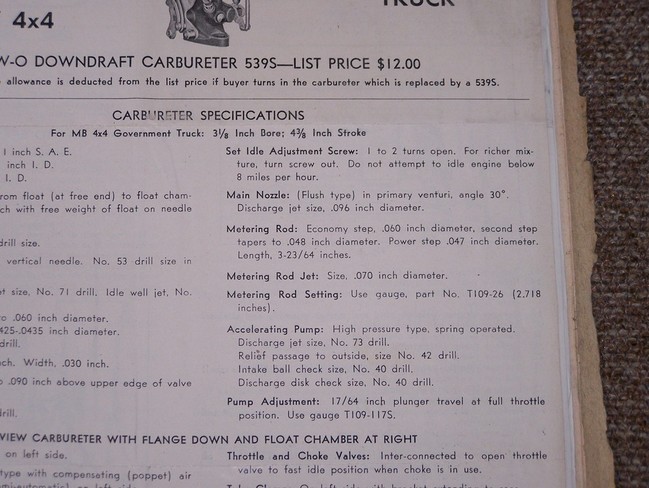 TRUCK
4x4
W-O DOWNDRAFT CARBURETER 539S—LIST PRICE $12.00
allowance is deducted from the list price if buyer turns in the carbureter which is replaced by a 539S.
CARBURETER SPECIFICATIONS
For MB 4x4 Government Truck: 3⅛ Inch Bore; 4⅜ Inch Stroke
1 inch S. A. E.
inch I. D.
I. D.
from float (at free end) to float cham-
ch with free weight of float on needle
drill size.
vertical needle. No. 53 drill size in
et size, No. 71 drill. Idle well jet, No.
to .060 inch diameter.
425-.0435 inch diameter.
drill.
nch. Width, .030 inch.
.090 inch above upper edge of valve
drill.
Set Idle Adjustment Screw: 1 to 2 turns open. For richer mix-
ture, turn screw out. Do not attempt to idle engine below
8 miles per hour.
Main Nozzle: (Flush type) in primary venturi, angle 30°.
Discharge jet size, .096 inch diameter.
Metering Rod: Economy step, .060 inch diameter, second step
tapers to .048 inch diameter. Power step .047 inch diameter.
Length, 3-23/64 inches.
Metering Rod Jet: Size, .070 inch diameter.
Metering Rod Setting: Use gauge, part No. T109-26 (2.718
inches).
Accelerating Pump: High pressure type, spring operated.
Discharge jet size, No. 73 drill.
Relief passage to outside, size No. 42 drill.
Intake ball check size, No. 40 drill.
Discharge disk check size, No. 40 drill.
Pump Adjustment: 17/64 inch plunger travel at full throttle
position. Use gauge T109-117S.
VIEW CARBURETER WITH FLANGE DOWN AND FLOAT CHAMBER AT RIGHT
on left side.
type with compensating (poppet) air
Throttle and Choke Valves: Inter-connected to open throttle
valve to fast idle position when choke is in use.